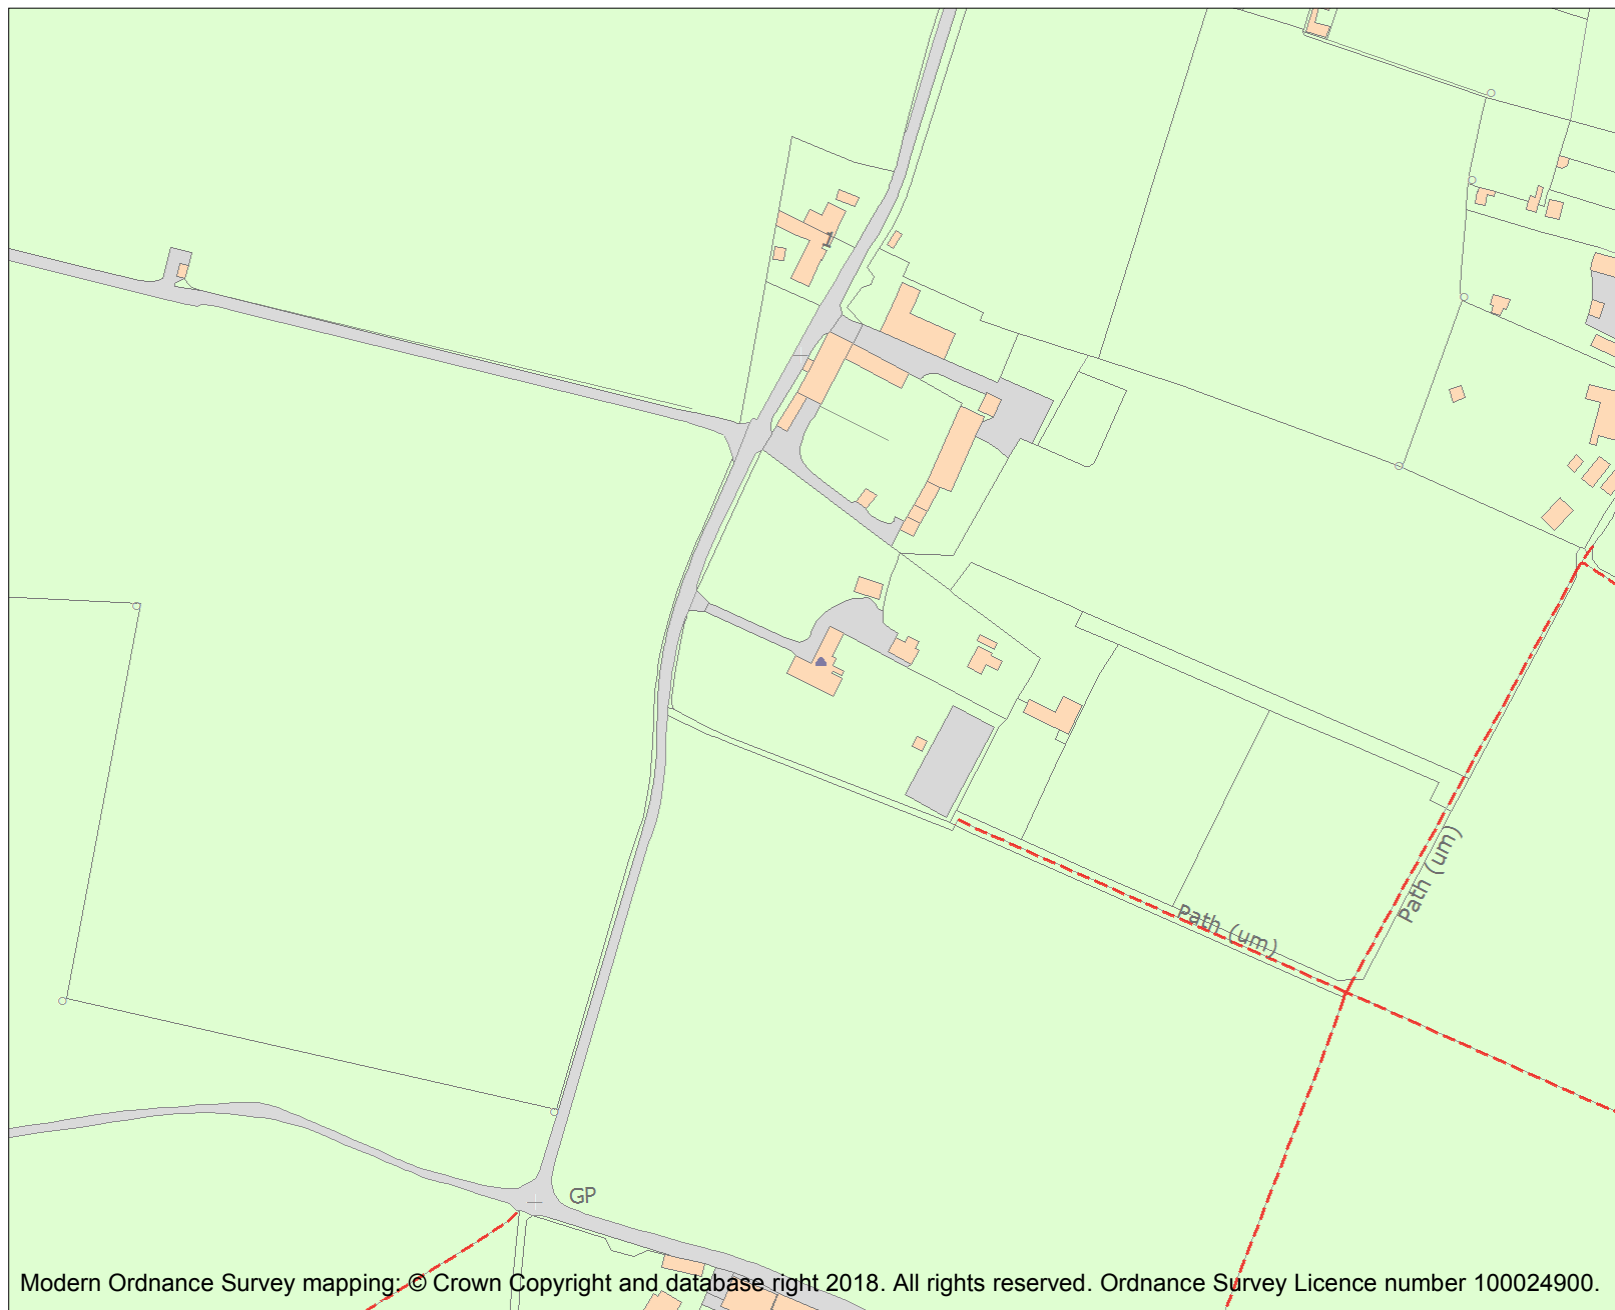 1
Path (um)
Path (um)
GP
Modern Ordnance Survey mapping: © Crown Copyright and database right 2018. All rights reserved. Ordnance Survey Licence number 100024900.